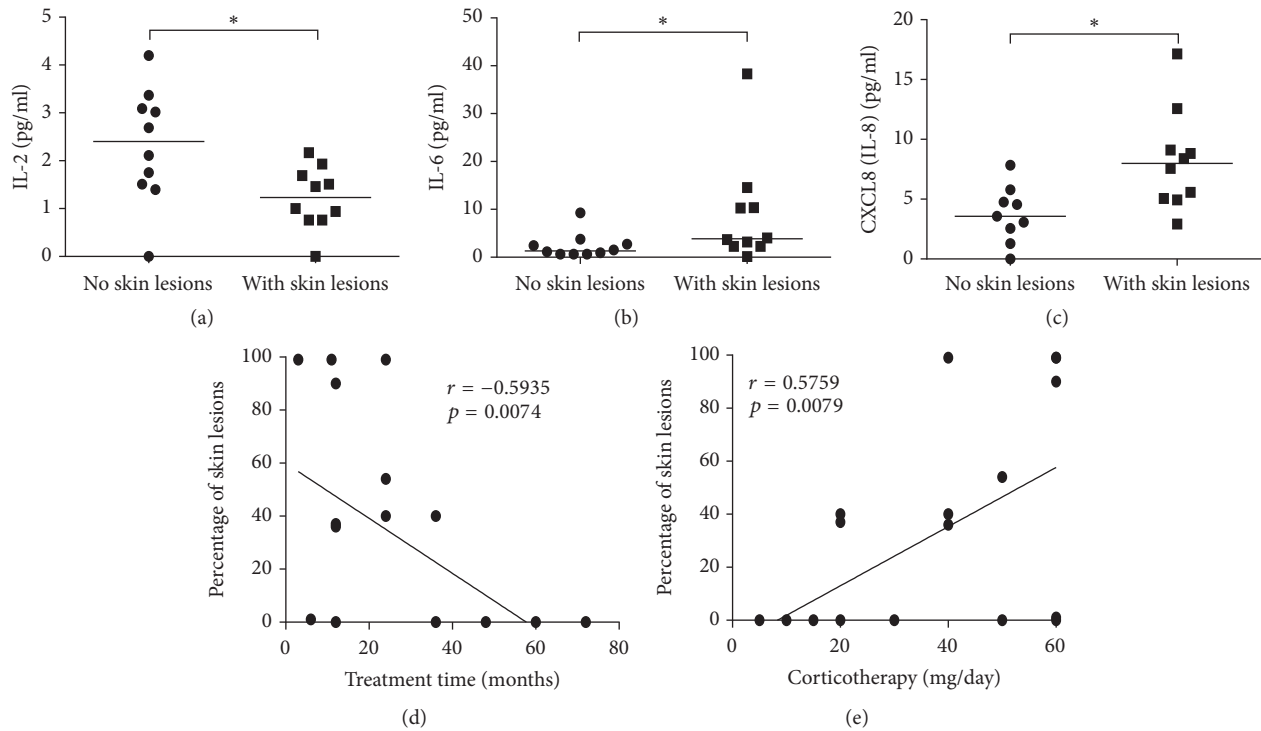 5
4
3
2
1
0
IL-2 (pg/ml)
*
No skin lesions
With skin lesions
(a)
50
40
30
20
10
0
IL-6 (pg/ml)
*
No skin lesions
With skin lesions
(b)
20
15
10
5
0
CXCL8 (IL-8) (pg/ml)
*
No skin lesions
With skin lesions
(c)
100
80
60
40
20
0
Percentage of skin lesions
r = −0.5935
p = 0.0074
0 20 40 60 80
Treatment time (months)
(d)
100
80
60
40
20
0
Percentage of skin lesions
r = 0.5759
p = 0.0079
0 20 40 60
Corticotherapy (mg/day)
(e)